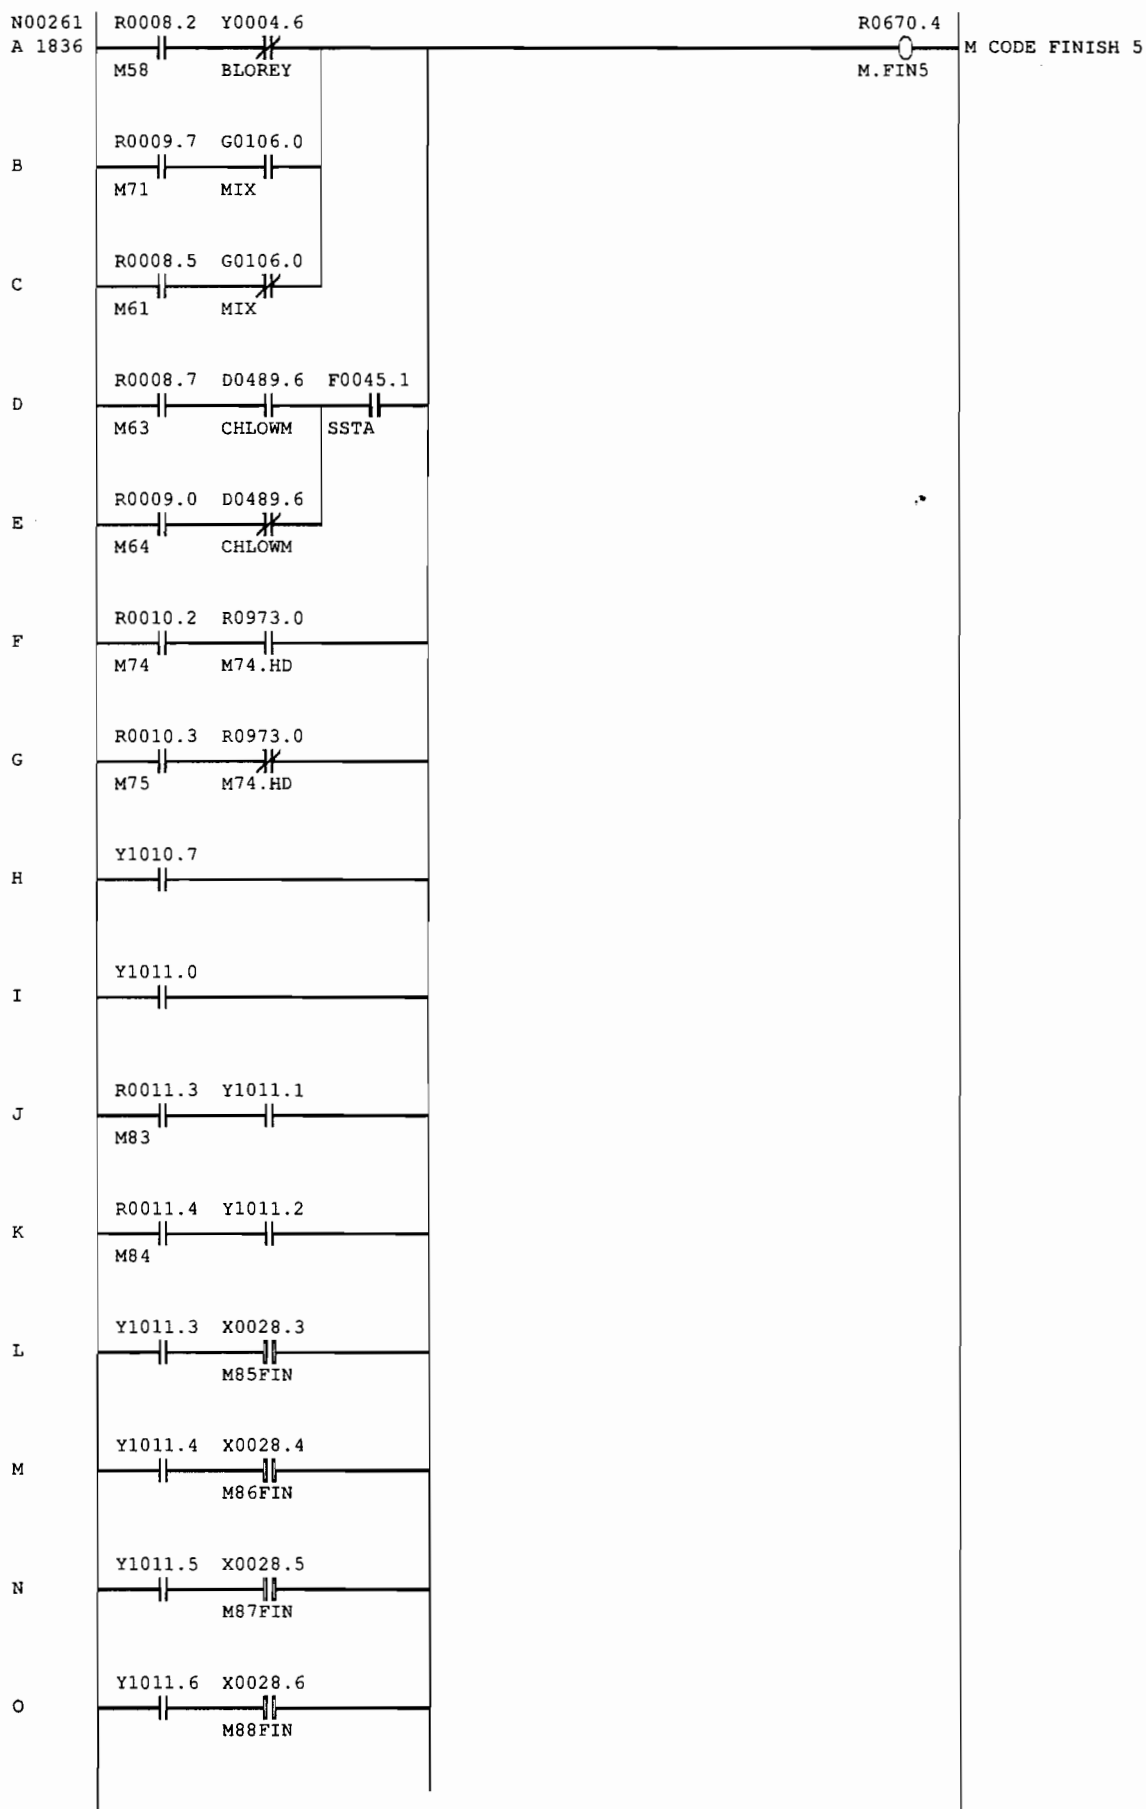 N00261 R0008.2 Y0004.6 R0670.4
A 1836 M CODE FINISH 5
M58 BLOREY M.FIN5
R0009.7 G0106.0
B
M71 MIX
R0008.5 G0106.0
C
M61 MIX
R0008.7 D0489.6 F0045.1
D
M63 CHLOWM SSTA
R0009.0 D0489.6
E
M64 CHLOWM
R0010.2 R0973.0
F
M74 M74.HD
R0010.3 R0973.0
G
M75 M74.HD
Y1010.7
H
Y1011.0
I
R0011.3 Y1011.1
J
M83
R0011.4 Y1011.2
K
M84
Y1011.3 X0028.3
L
M85FIN
Y1011.4 X0028.4
M
M86FIN
Y1011.5 X0028.5
N
M87FIN
Y1011.6 X0028.6
O
M88FIN